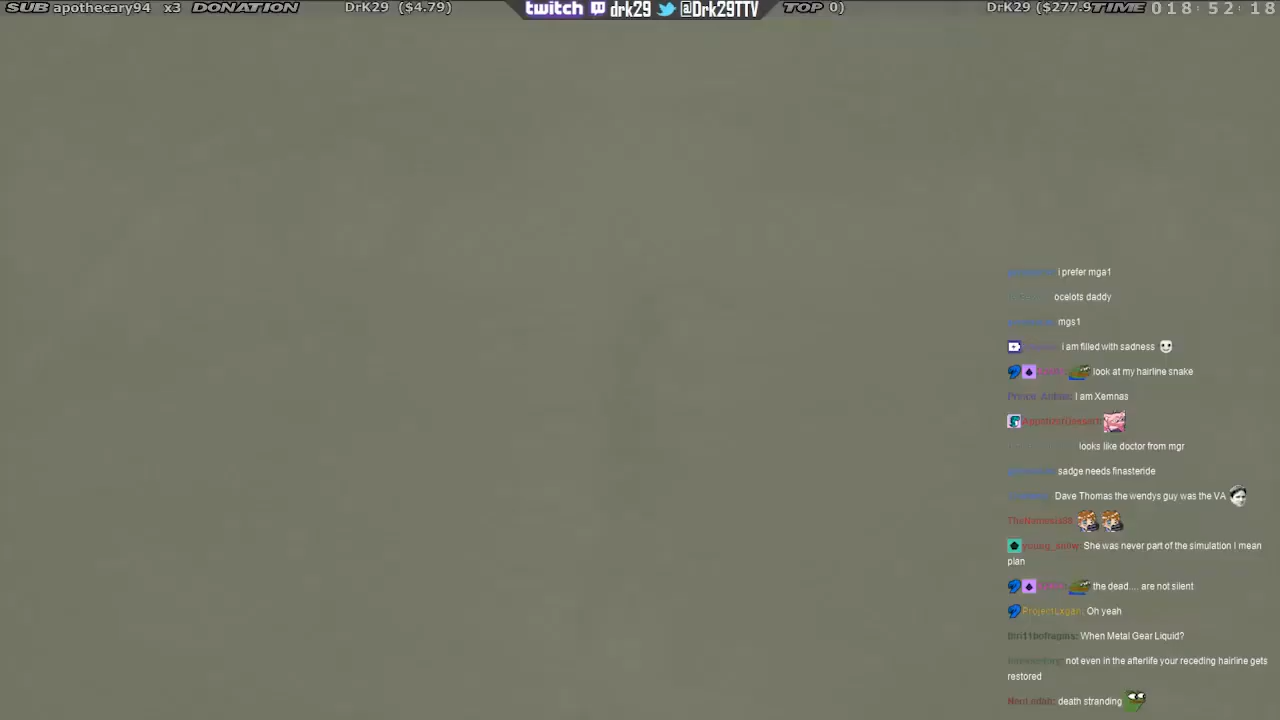 SUB apothecary94 x3 DONATION DrK29 ($4.79) twitch drk29 @Drk29TTV TOP 0) DrK29 ($277.9 TIME 018:52:18
i prefer mga1
ocelots daddy
mgs1
i am filled with sadness
look at my hairline snake
I am Xemnas
looks like doctor from mgr
sadge needs finasteride
Dave Thomas the wendys guy was the VA
She was never part of the simulation I mean
plan
the dead.... are not silent
ProjectLxgan: Oh yeah
When Metal Gear Liquid?
not even in the afterlife your receding hairline gets
restored
death stranding